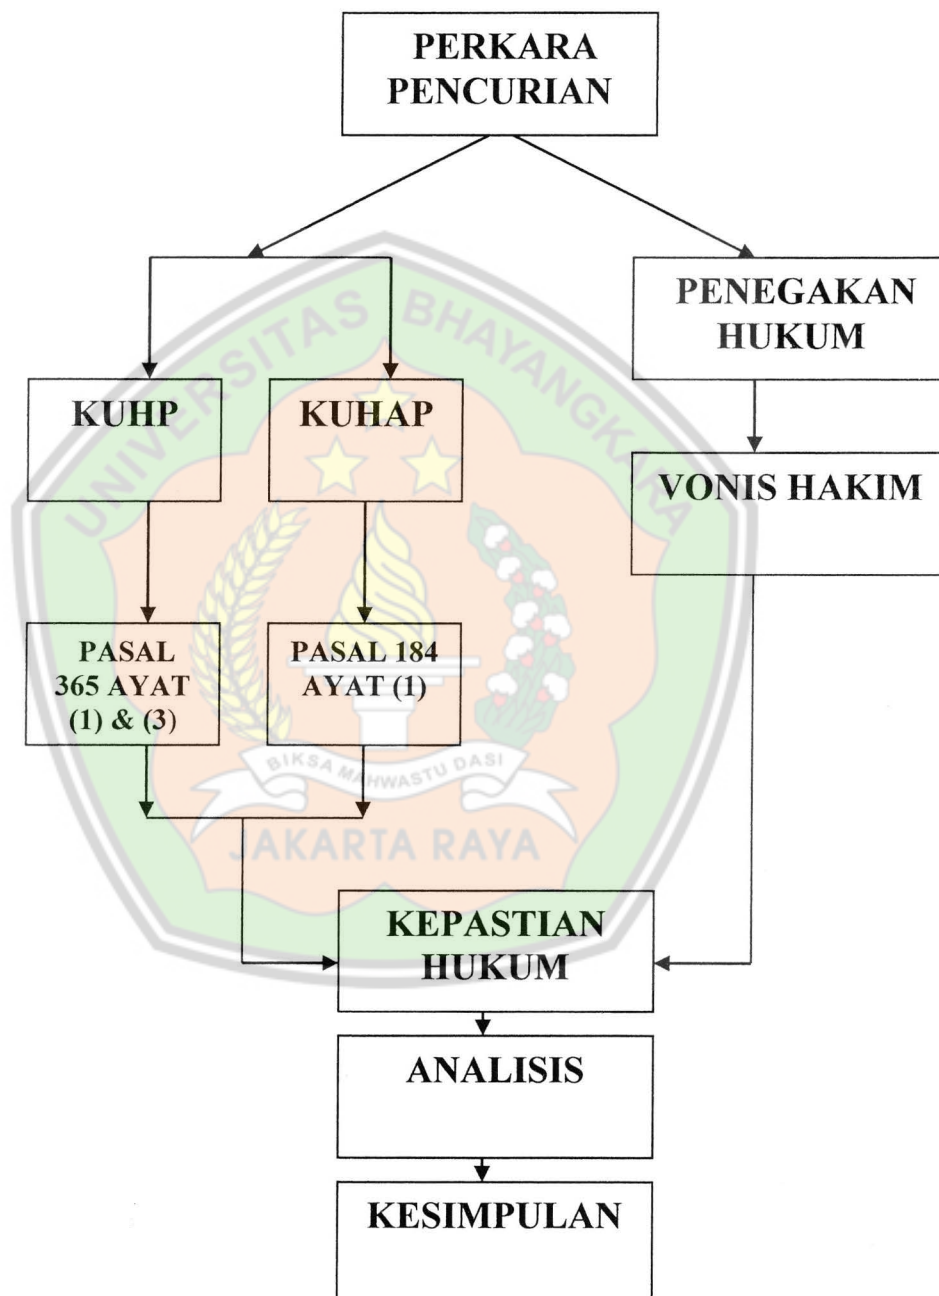 PERKARA
PENCURIAN
PENEGAKAN
HUKUM
KUHP
KUHAP
VONIS HAKIM
PASAL
365 AYAT
(1) & (3)
PASAL 184
AYAT (1)
KEPASTIAN
HUKUM
ANALISIS
KESIMPULAN
UNIVERSITAS BHAYANGKARA
BIKSA MAHWASTU DASI
JAKARTA RAYA